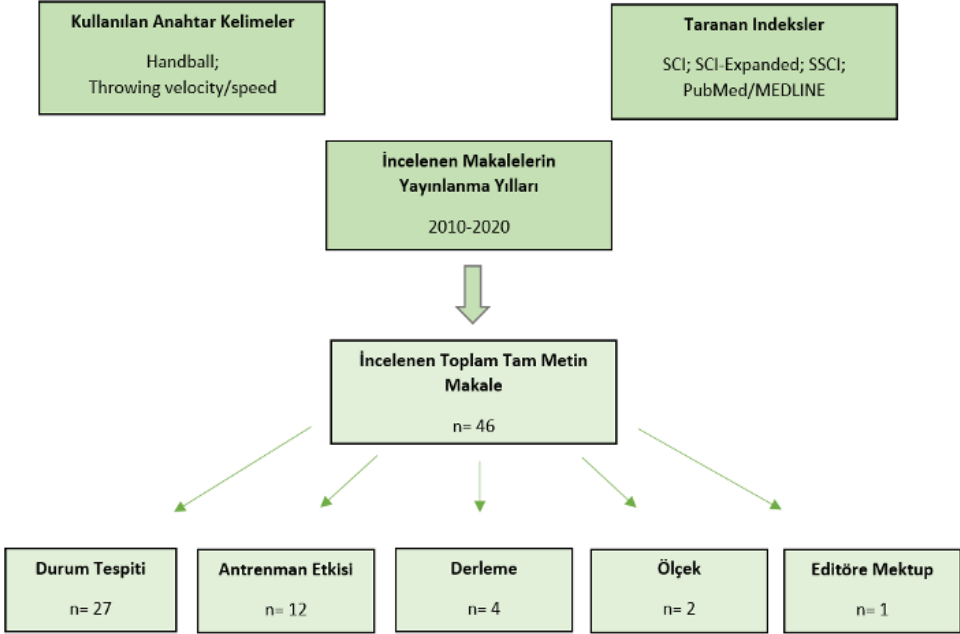 Kullanılan Anahtar Kelimeler
Handball;
Throwing velocity/speed
Taranan Indeksler
SCI; SCI-Expanded; SSCI;
PubMed/MEDLINE
İncelenen Makalelerin
Yayınlanma Yılları
2010-2020
İncelenen Toplam Tam Metin
Makale
n= 46
Durum Tespiti
n= 27
Antrenman Etkisi
n= 12
Derleme
n= 4
Ölçek
n= 2
Editöre Mektup
n= 1